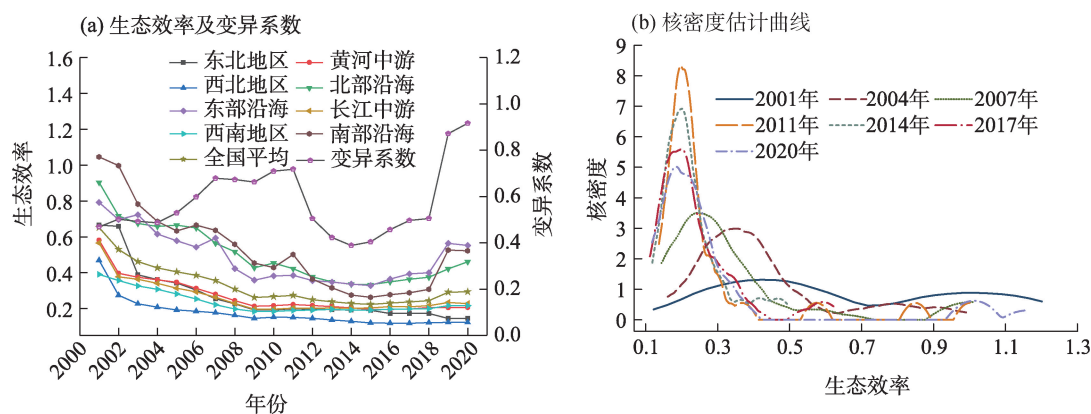 (a) 生态效率及变异系数
1.6
1.4
1.2
1.0
0.8
0.6
0.4
0.2
生态效率
东北地区 黄河中游
西北地区 北部沿海
东部沿海 长江中游
西南地区 南部沿海
全国平均 变异系数
1.2
1.0
0.8
0.6
0.4
0.2
0.0
变异系数
2000 2002 2004 2006 2008 2010 2012 2014 2016 2018 2020
年份
(b) 核密度估计曲线
9
8
7
6
5
4
3
2
1
0
核密度
2001年 2004年 2007年
2011年 2014年 2017年
2020年
0.1 0.3 0.5 0.7 0.9 1.1 1.3
生态效率